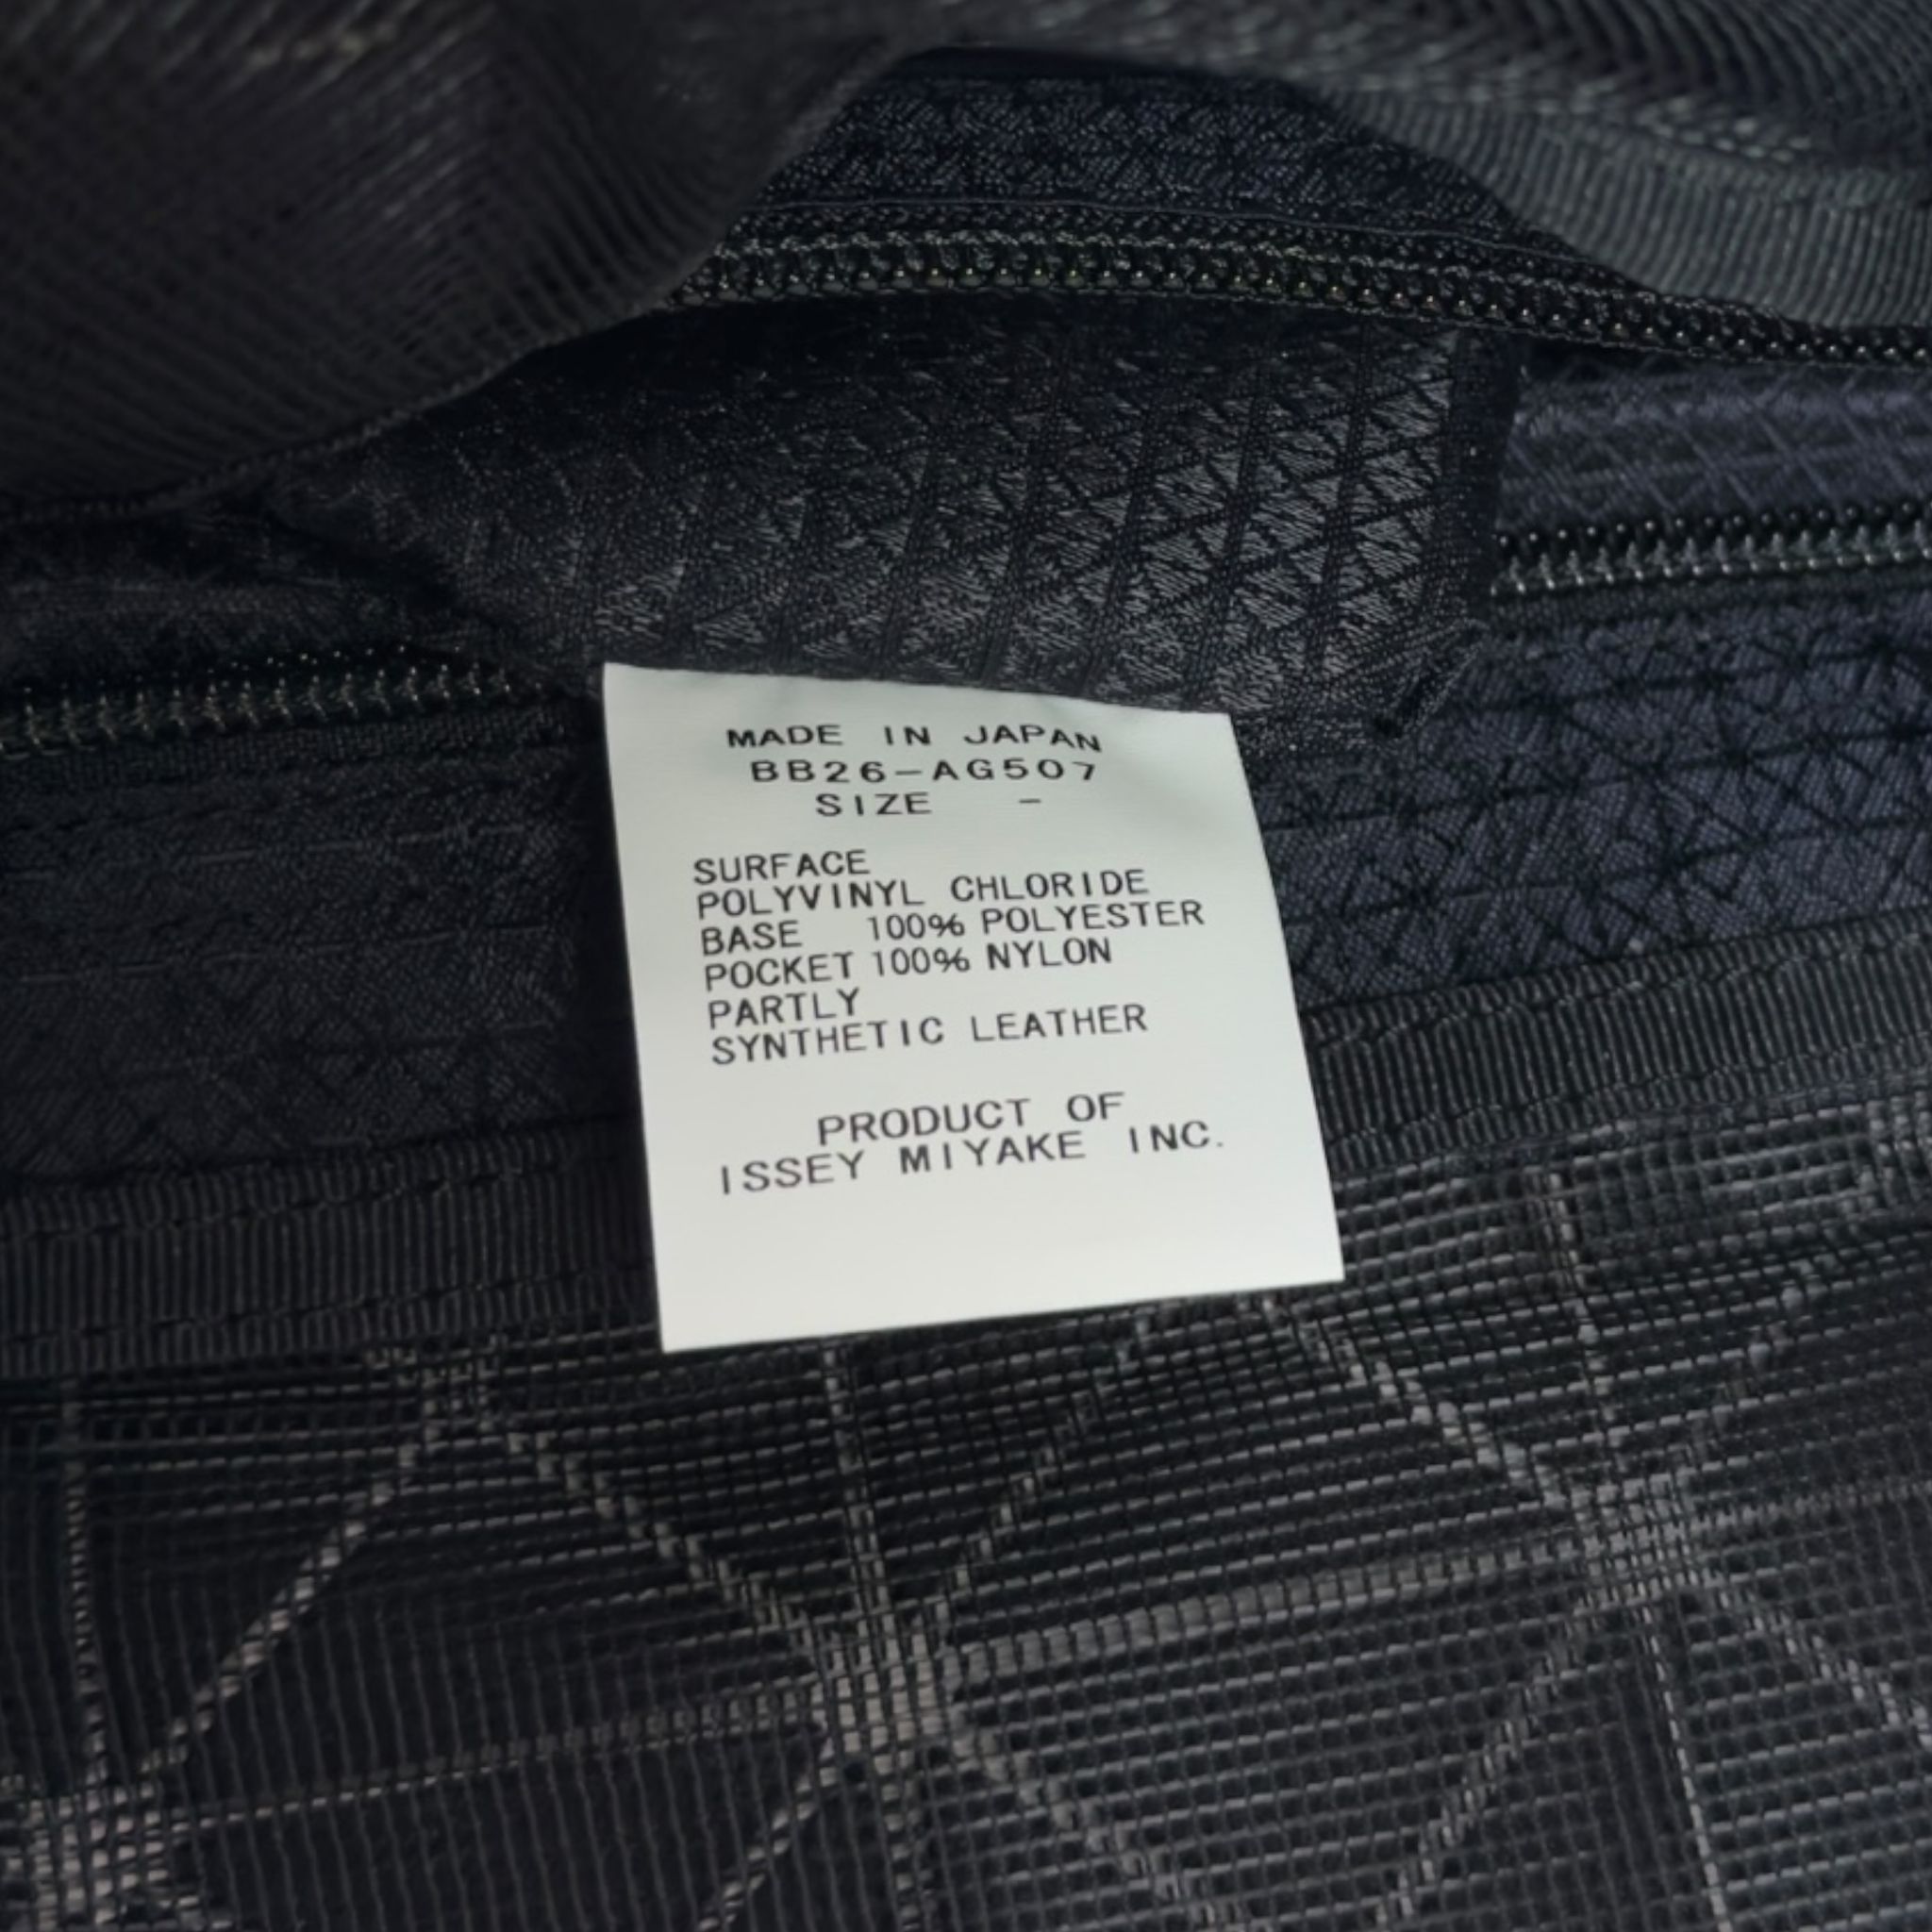 MADE IN JAPAN
BB26-AG507
SIZE -
SURFACE
POLYVINYL CHLORIDE
BASE 100% POLYESTER
POCKET 100% NYLON
PARTLY
SYNTHETIC LEATHER
PRODUCT OF
ISSEY MIYAKE INC.